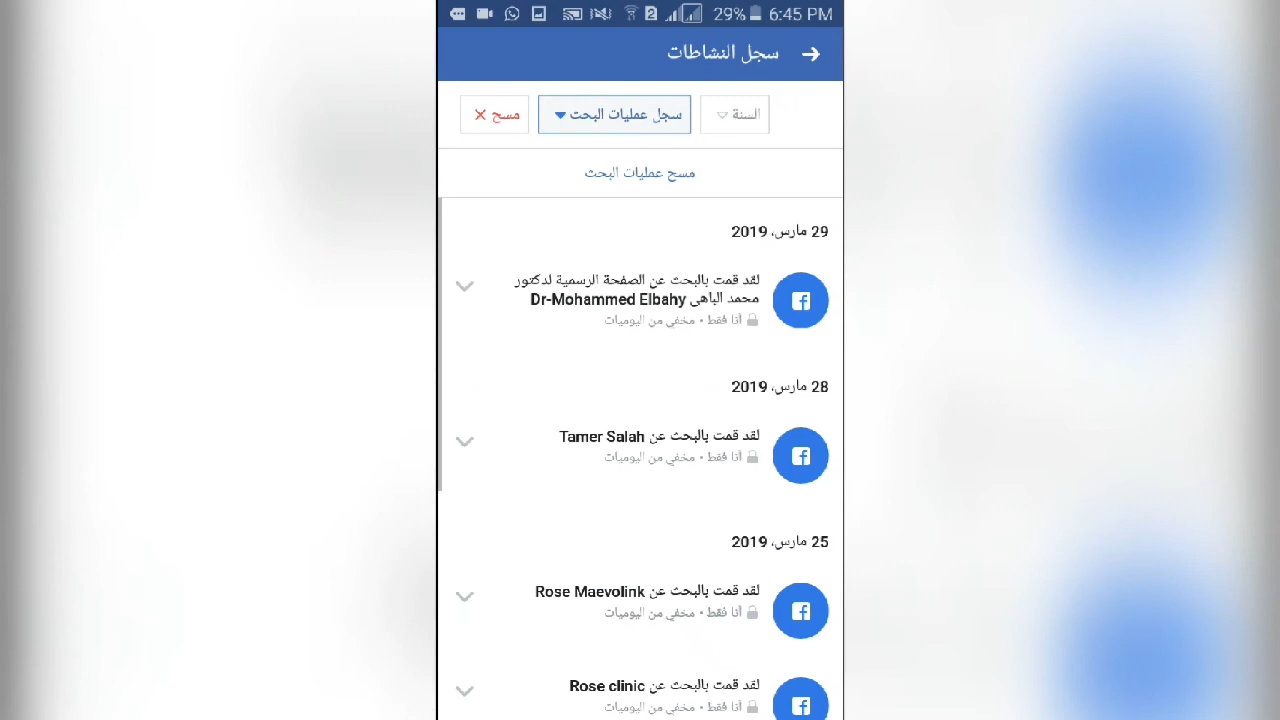 29% 6:45 PM
سجل النشاطات
السنة
سجل عمليات البحث
مسح
مسح عمليات البحث
29 مارس، 2019
لقد قمت بالبحث عن الصفحة الرسمية لدكتور
محمد الباهى Dr-Mohammed Elbahy
أنا فقط • مخفي من اليوميات
28 مارس، 2019
لقد قمت بالبحث عن Tamer Salah
أنا فقط • مخفي من اليوميات
25 مارس، 2019
لقد قمت بالبحث عن Rose Maevolink
أنا فقط • مخفي من اليوميات
لقد قمت بالبحث عن Rose clinic
أنا فقط • مخفي من اليوميات